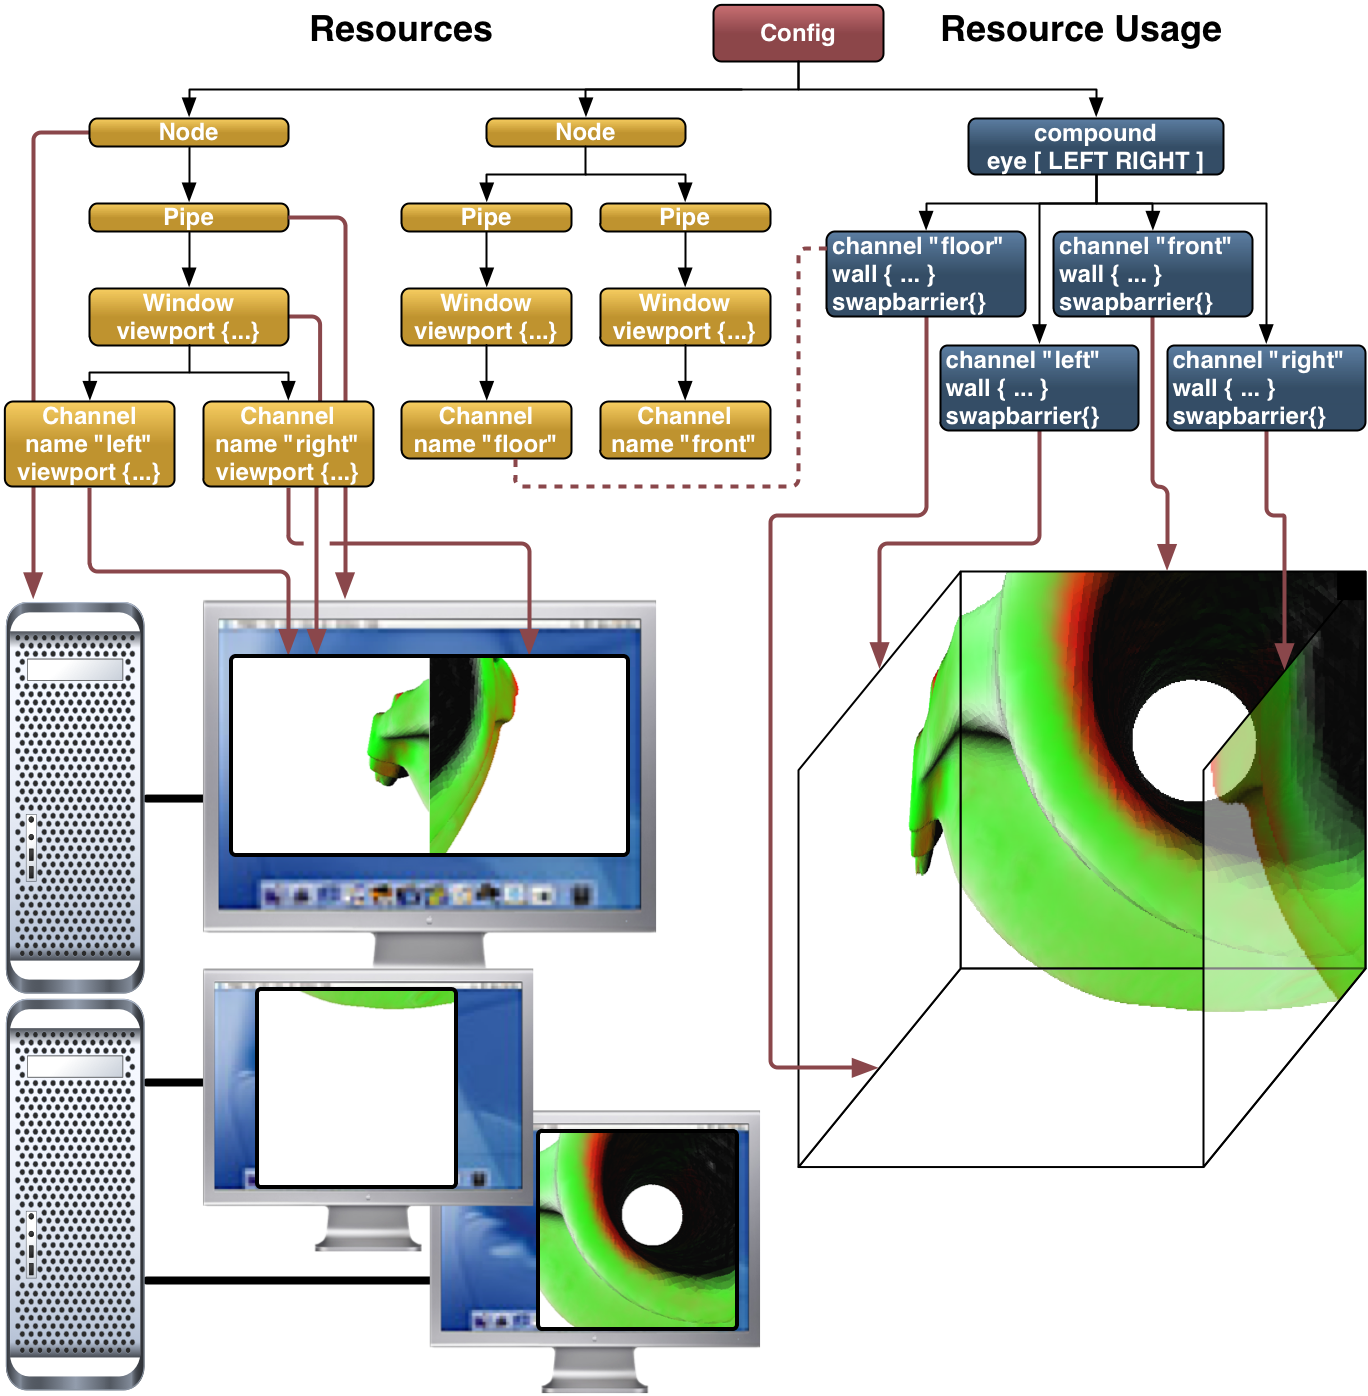 Resources
Config
Resource Usage
Node
Node
compound
eye [ LEFT RIGHT ]
Pipe
Pipe
Pipe
channel "floor"
wall { ... }
swapbarrier{}
channel "front"
wall { ... }
swapbarrier{}
Window
viewport {...}
Window
viewport {...}
Window
viewport {...}
channel "left"
wall { ... }
swapbarrier{}
channel "right"
wall { ... }
swapbarrier{}
Channel
name "left"
viewport {...}
Channel
name "right"
viewport {...}
Channel
name "floor"
Channel
name "front"